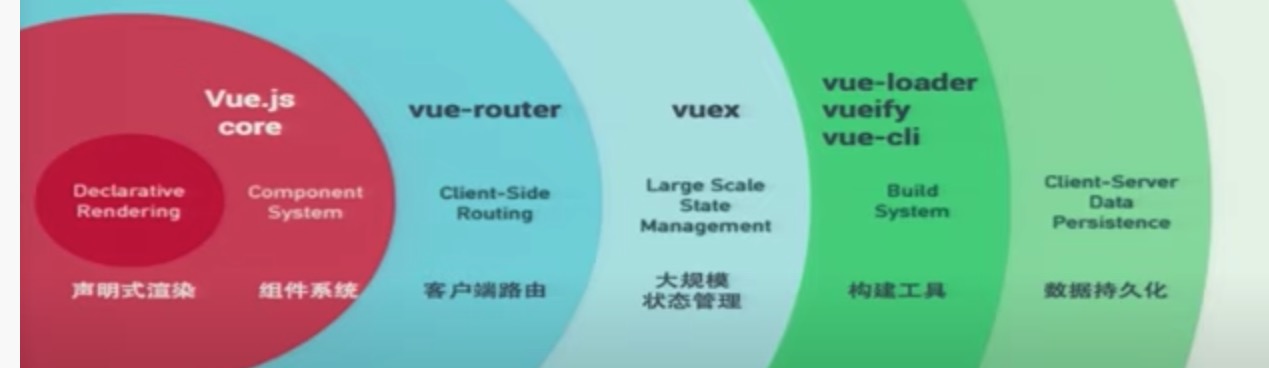 Vue.js
core
Declarative
Rendering
声明式渲染
Component
System
组件系统
vue-router
Client-Side
Routing
客户端路由
vuex
Large Scale
State
Management
大规模
状态管理
vue-loader
vueify
vue-cli
Build
System
构建工具
Client-Server
Data
Persistence
数据持久化